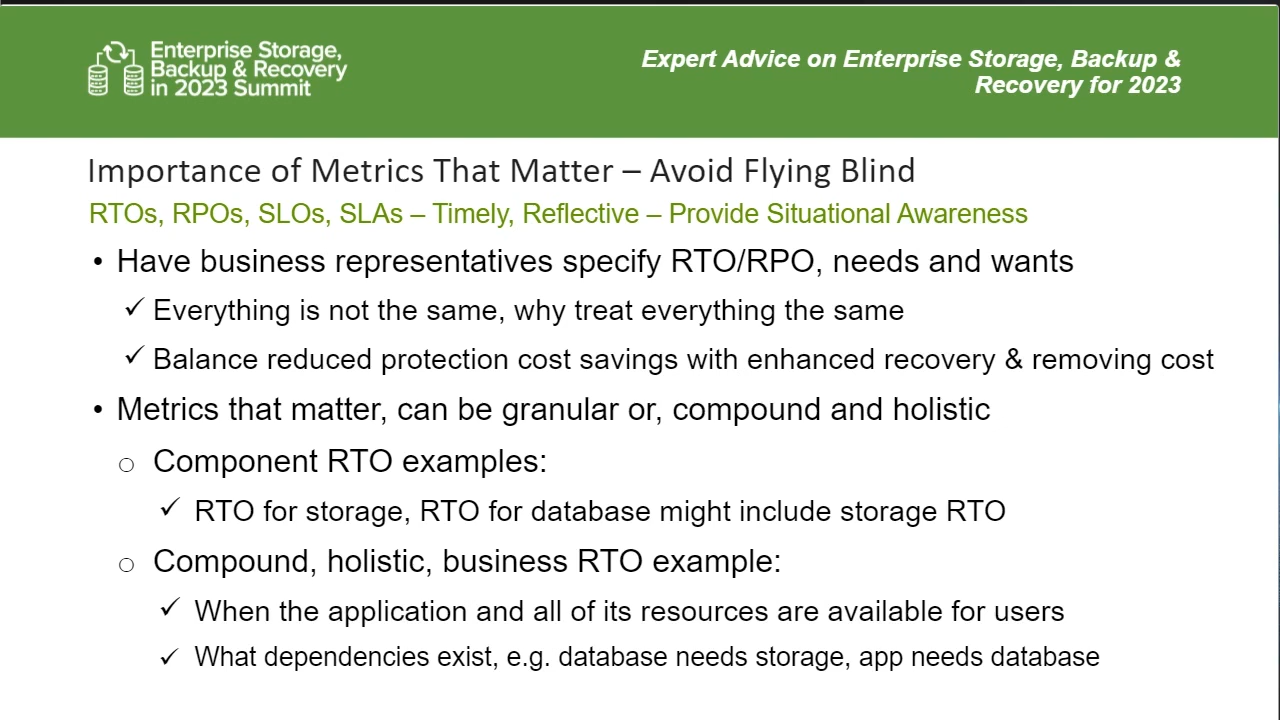 Enterprise Storage,
Backup & Recovery
in 2023 Summit
Expert Advice on Enterprise Storage, Backup &
Recovery for 2023
Importance of Metrics That Matter – Avoid Flying Blind
RTOs, RPOs, SLOs, SLAs – Timely, Reflective – Provide Situational Awareness
• Have business representatives specify RTO/RPO, needs and wants
✓ Everything is not the same, why treat everything the same
✓ Balance reduced protection cost savings with enhanced recovery & removing cost
• Metrics that matter, can be granular or, compound and holistic
○ Component RTO examples:
✓ RTO for storage, RTO for database might include storage RTO
○ Compound, holistic, business RTO example:
✓ When the application and all of its resources are available for users
✓ What dependencies exist, e.g. database needs storage, app needs database